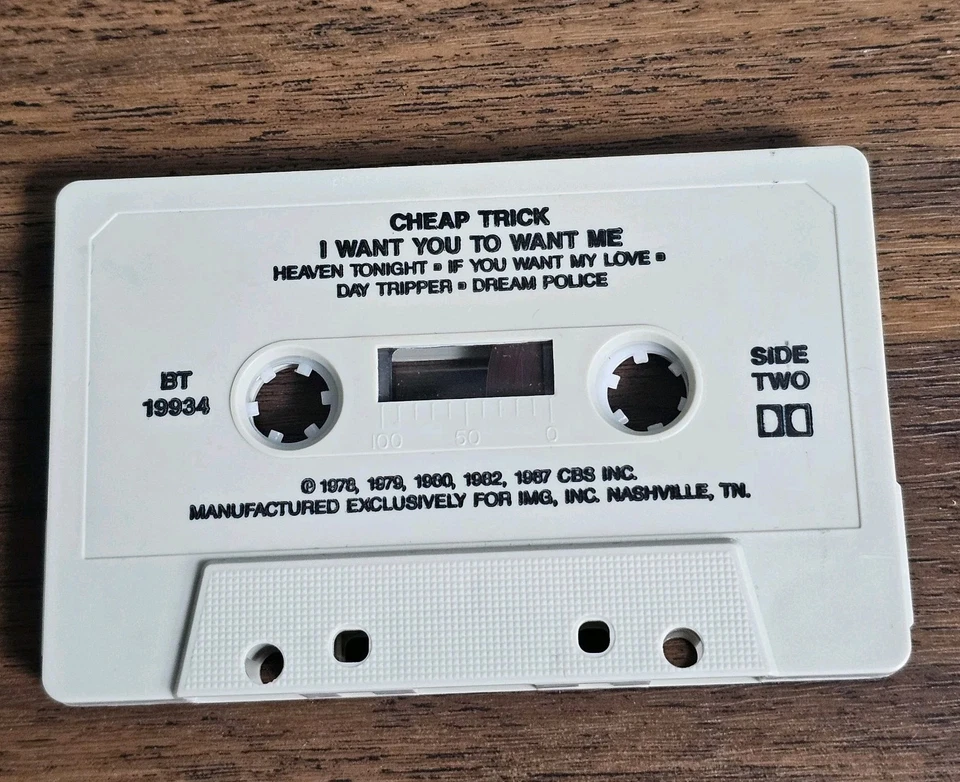 CHEAP TRICK
I WANT YOU TO WANT ME
HEAVEN TONIGHT ▪ IF YOU WANT MY LOVE ▪
DAY TRIPPER ▪ DREAM POLICE
BT
19934
SIDE
TWO
100 50 0
℗ 1978, 1979, 1980, 1982, 1987 CBS INC.
MANUFACTURED EXCLUSIVELY FOR IMG, INC. NASHVILLE, TN.